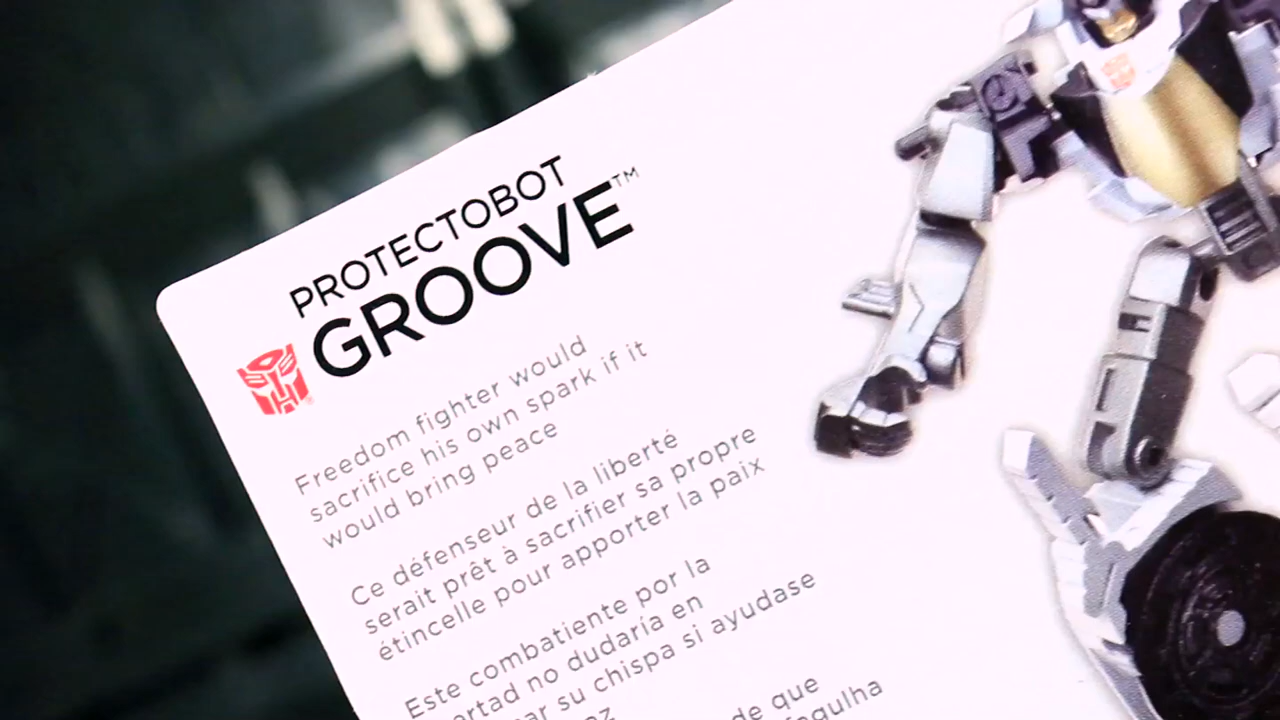 PROTECTOBOT
GROOVE™
Freedom fighter would
sacrifice his own spark if it
would bring peace
Ce défenseur de la liberté
serait prêt à sacrifier sa propre
étincelle pour apporter la paix
Este combatiente por la
no dudaría en
su chispa si ayudase
de que